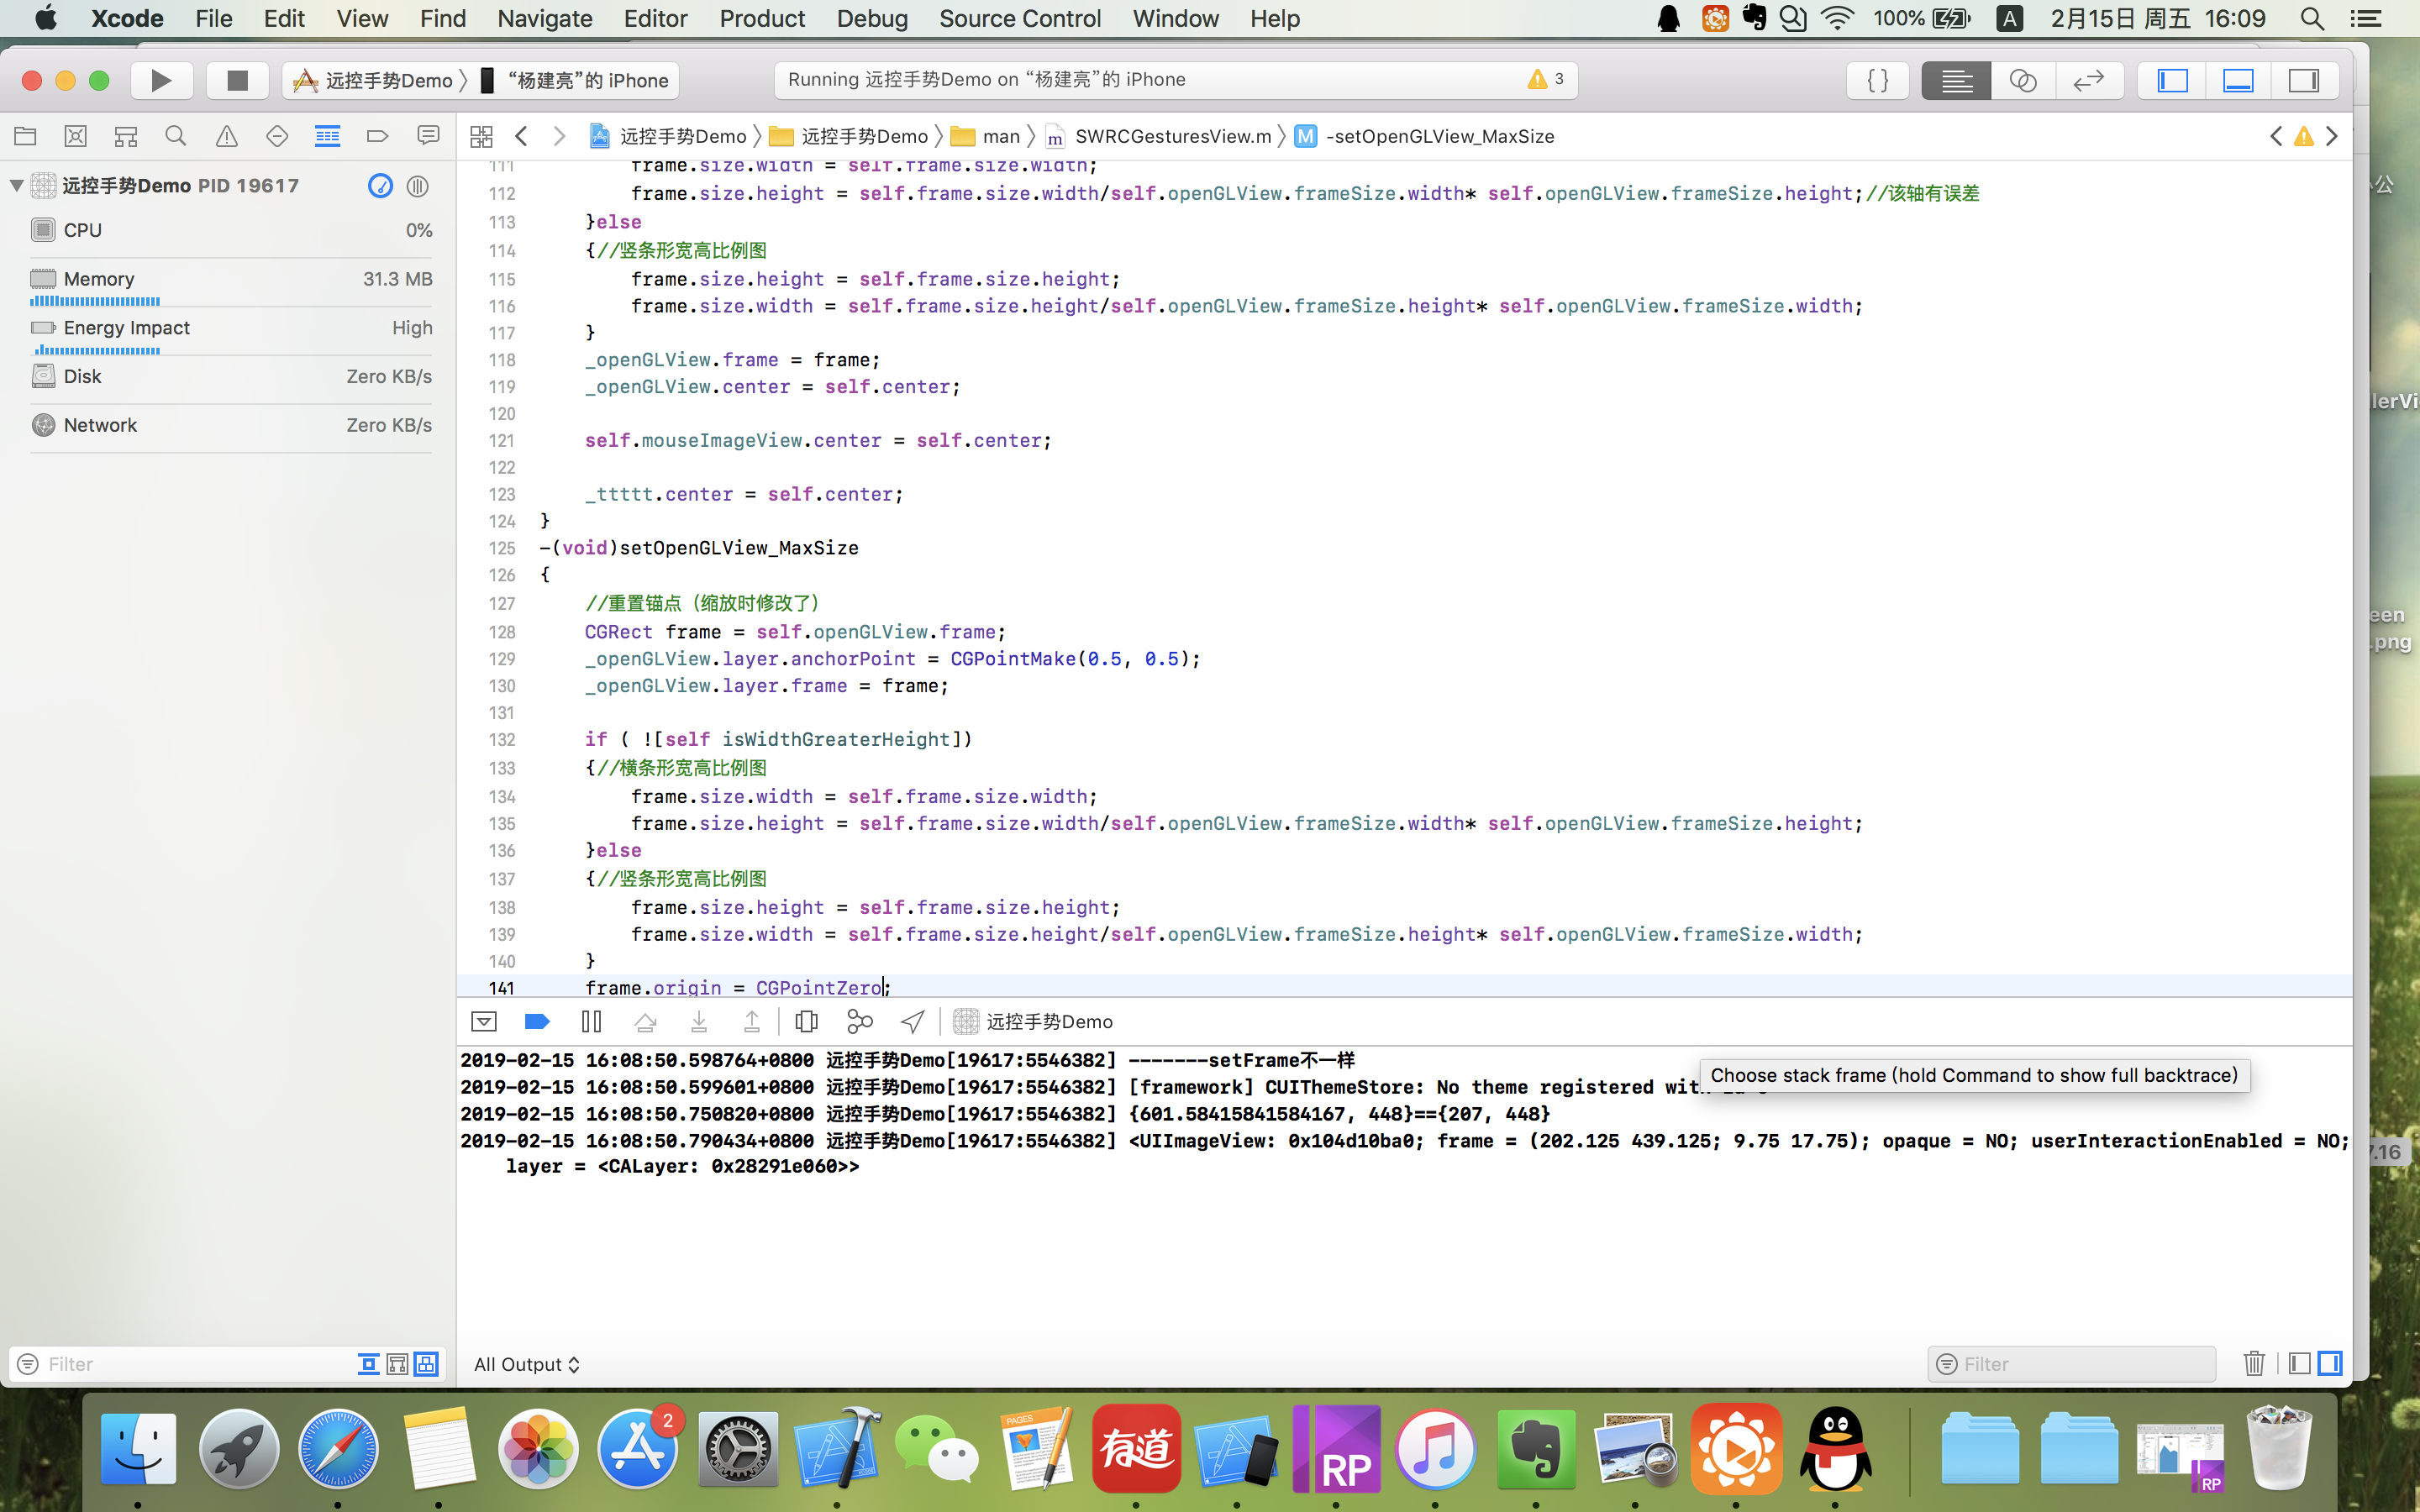 Xcode File Edit View Find Navigate Editor Product Debug Source Control Window Help 100% A 2月15日 周五 16:09
远控手势Demo 〉 “杨建亮”的 iPhone
Running 远控手势Demo on “杨建亮”的 iPhone 3
远控手势Demo 〉 远控手势Demo 〉 man 〉 m SWRCGesturesView.m 〉 M -setOpenGLView_MaxSize
远控手势Demo PID 19617
CPU 0%
Memory 31.3 MB
Energy Impact High
Disk Zero KB/s
Network Zero KB/s
111 frame.size.width = self.frame.size.width;
112 frame.size.height = self.frame.size.width/self.openGLView.frameSize.width* self.openGLView.frameSize.height;//该轴有误差
113 }else
114 {//竖条形宽高比例图
115 frame.size.height = self.frame.size.height;
116 frame.size.width = self.frame.size.height/self.openGLView.frameSize.height* self.openGLView.frameSize.width;
117 }
118 _openGLView.frame = frame;
119 _openGLView.center = self.center;
120
121 self.mouseImageView.center = self.center;
122
123 _ttttt.center = self.center;
124 }
125 -(void)setOpenGLView_MaxSize
126 {
127 //重置锚点（缩放时修改了）
128 CGRect frame = self.openGLView.frame;
129 _openGLView.layer.anchorPoint = CGPointMake(0.5, 0.5);
130 _openGLView.layer.frame = frame;
131
132 if ( ![self isWidthGreaterHeight])
133 {//横条形宽高比例图
134 frame.size.width = self.frame.size.width;
135 frame.size.height = self.frame.size.width/self.openGLView.frameSize.width* self.openGLView.frameSize.height;
136 }else
137 {//竖条形宽高比例图
138 frame.size.height = self.frame.size.height;
139 frame.size.width = self.frame.size.height/self.openGLView.frameSize.height* self.openGLView.frameSize.width;
140 }
141 frame.origin = CGPointZero;
远控手势Demo
2019-02-15 16:08:50.598764+0800 远控手势Demo[19617:5546382] -------setFrame不一样
2019-02-15 16:08:50.599601+0800 远控手势Demo[19617:5546382] [framework] CUIThemeStore: No theme registered
Choose stack frame (hold Command to show full backtrace)
2019-02-15 16:08:50.750820+0800 远控手势Demo[19617:5546382] {601.58415841584167, 448}=={207, 448}
2019-02-15 16:08:50.790434+0800 远控手势Demo[19617:5546382] <UIImageView: 0x104d10ba0; frame = (202.125 439.125; 9.75 17.75); opaque = NO; userInteractionEnabled = NO;
layer = <CALayer: 0x28291e060>>
Filter
All Output
Filter
公
lerVi
een
.png
7.16
2
PAGES
有道
RP
RP